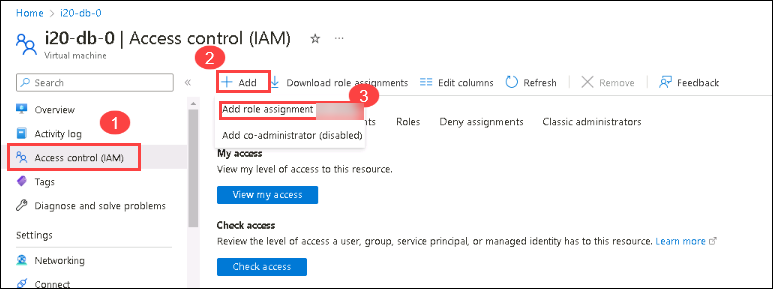 Home > i20-db-0 >
i20-db-0 | Access control (IAM) ☆ ...
Virtual machine
2
Search «
+ Add Download role assignments Edit columns Refresh Remove Feedback
3
Overview
Add role assignment
1
Activity log
Roles Deny assignments Classic administrators
Add co-administrator (disabled)
Access control (IAM)
My access
View my level of access to this resource.
Tags
View my access
Diagnose and solve problems
Check access
Settings
Review the level of access a user, group, service principal, or managed identity has to this resource. Learn more
Networking
Check access
Connect